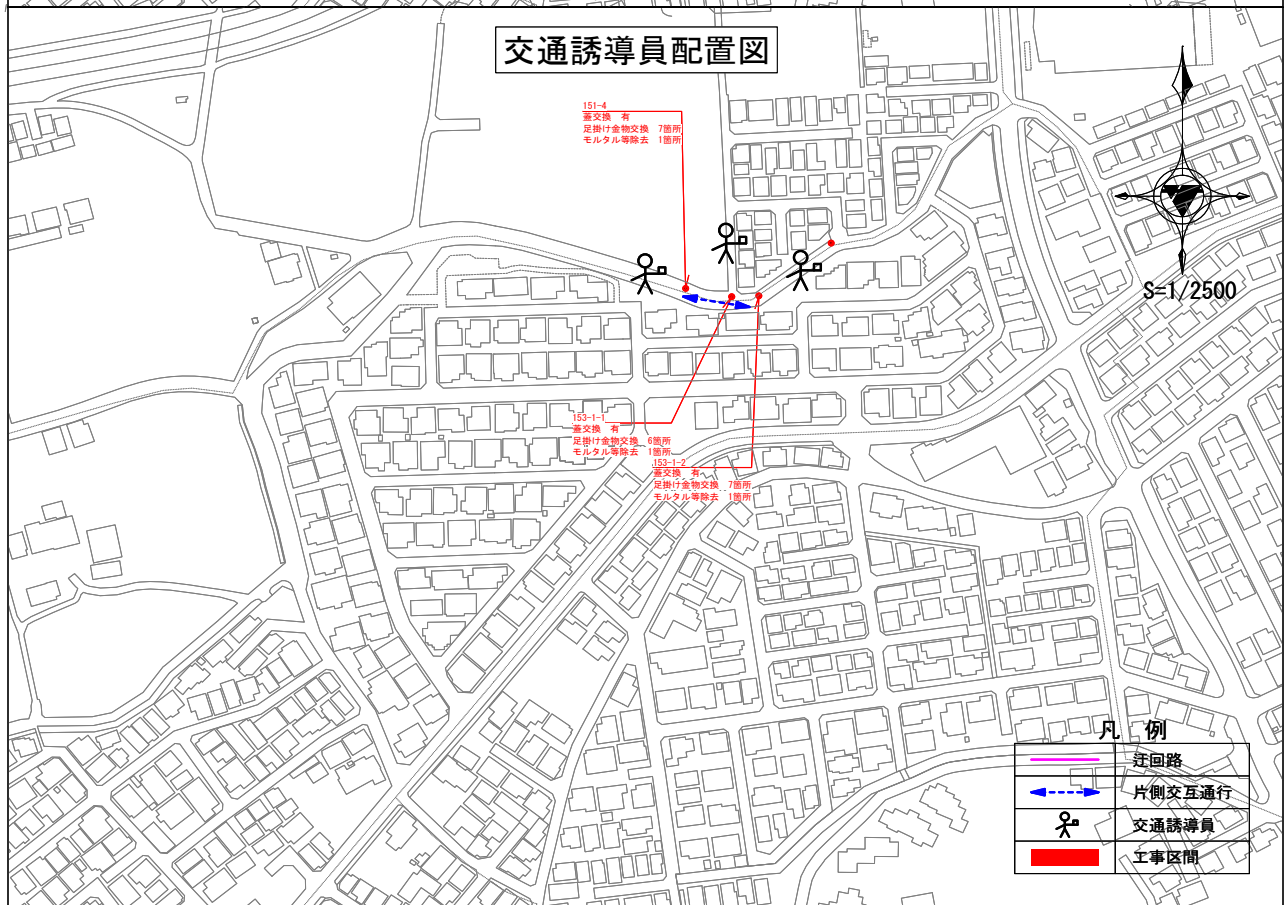 交通誘導員配置図
151-4
蓋交換 有
足掛け金物交換 7箇所
モルタル等除去 1箇所
S=1/2500
153-1-1
蓋交換 有
足掛け金物交換 6箇所
モルタル等除去 1箇所
153-1-2
蓋交換 有
足掛け金物交換 7箇所
モルタル等除去 1箇所
凡 例
迂回路
片側交互通行
交通誘導員
工事区間